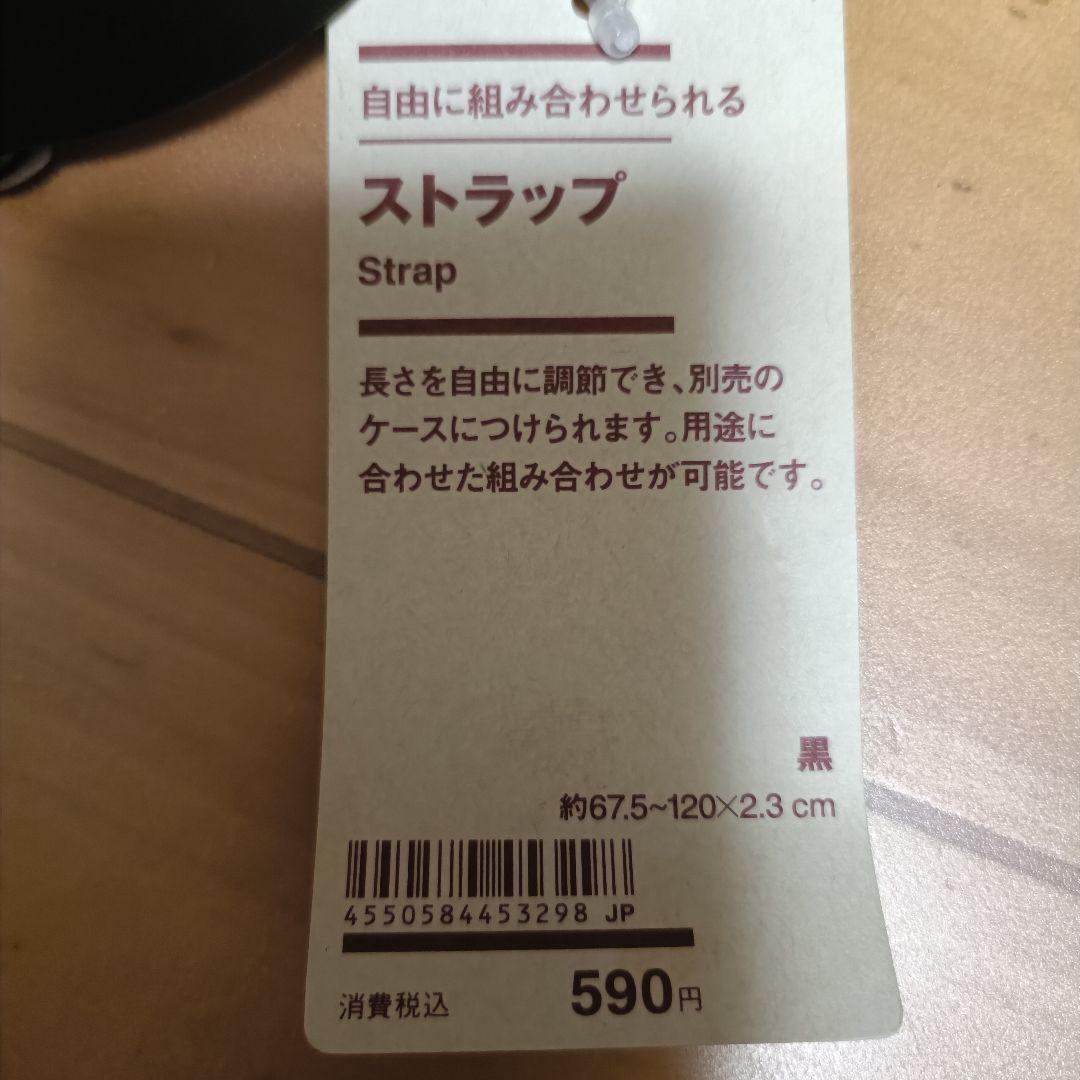 自由に組み合わせられる
ストラップ
Strap
長さを自由に調節でき、別売の
ケースにつけられます。用途に
合わせた組み合わせが可能です。
黒
約67.5~120×2.3 cm
4550584453298 JP
消費税込 590円